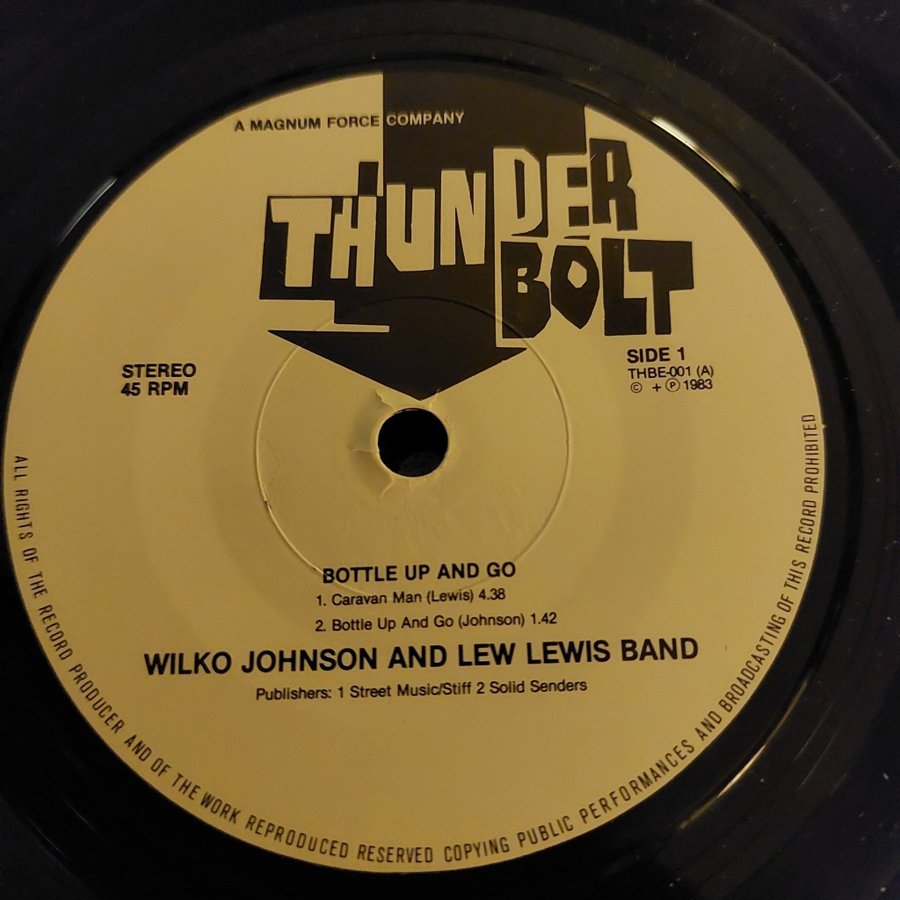 A MAGNUM FORCE COMPANY
THUNDER
BOLT
STEREO
45 RPM
SIDE 1
THBE-001 (A)
© + ℗ 1983
BOTTLE UP AND GO
1. Caravan Man (Lewis) 4.38
2. Bottle Up And Go (Johnson) 1.42
WILKO JOHNSON AND LEW LEWIS BAND
Publishers: 1 Street Music/Stiff 2 Solid Senders
ALL RIGHTS OF THE RECORD PRODUCER AND OF THE WORK REPRODUCED RESERVED COPYING PUBLIC PERFORMANCES AND BROADCASTING OF THIS RECORD PROHIBITED